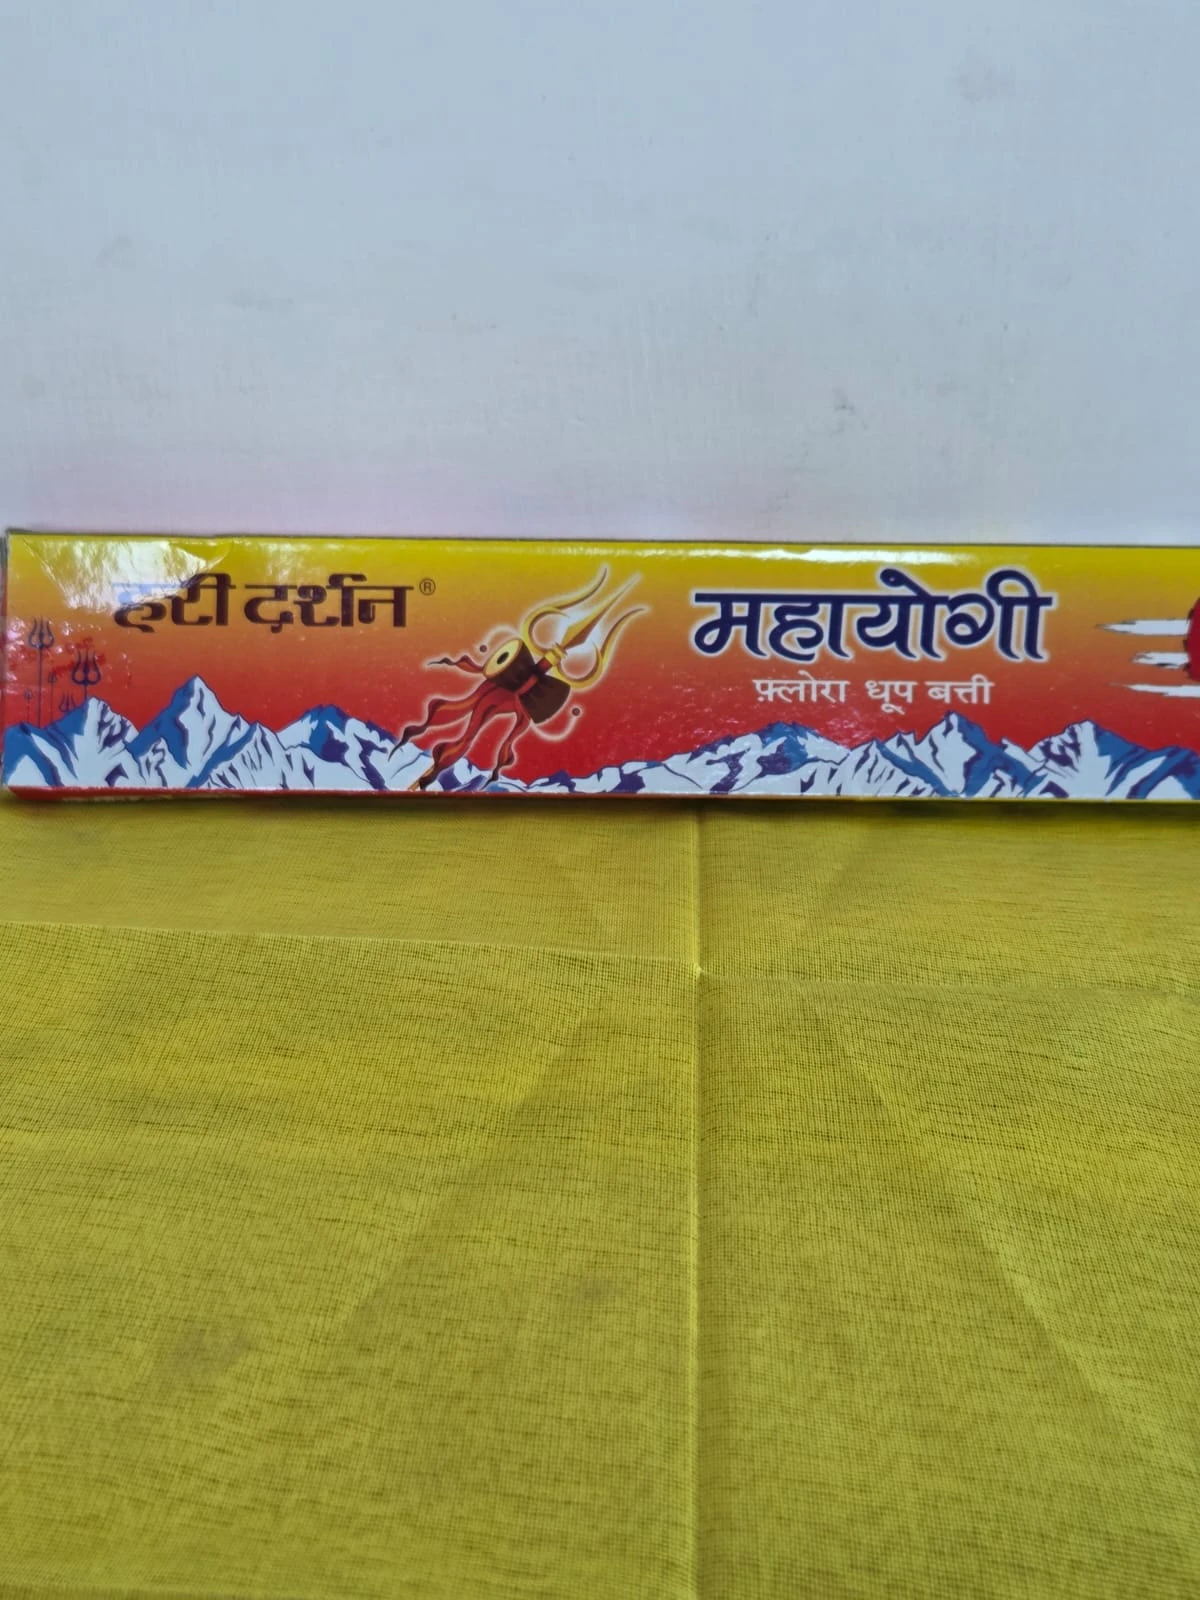 हरी दर्शन®
महायोगी
फ़्लोरा धूप बत्ती